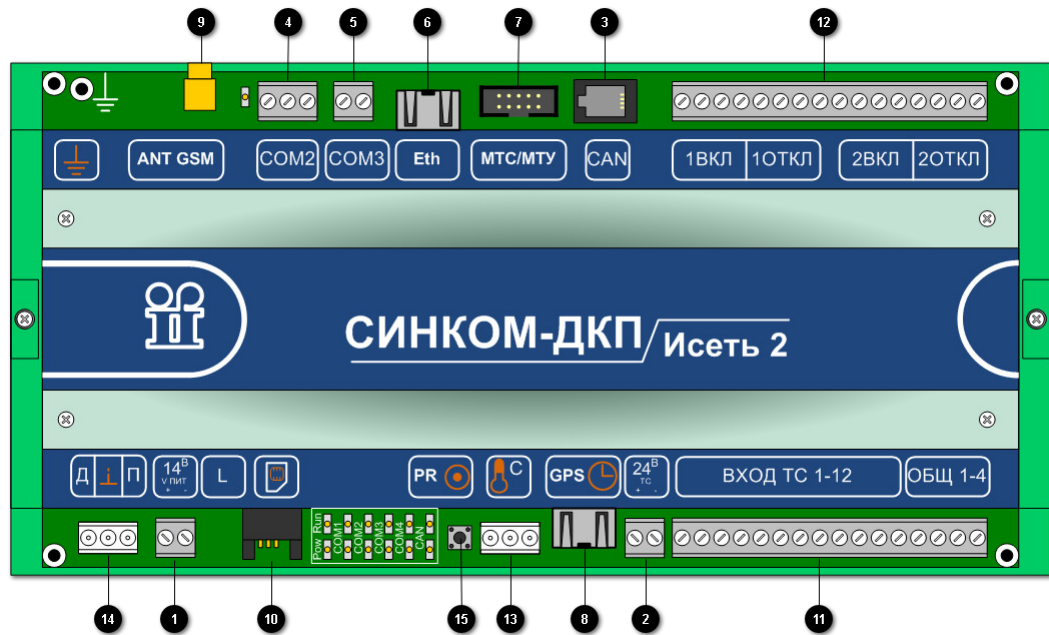 9 4 5 6 7 3 12
ANT GSM COM2 COM3 Eth МТС/МТУ CAN 1ВКЛ 1ОТКЛ 2ВКЛ 2ОТКЛ
СИНКОМ-ДКП/Исеть 2
Д П 14В V ПИТ + - L PR C GPS 24В ТС + - ВХОД ТС 1-12 ОБЩ 1-4
Pow Run COM1 COM2 COM3 COM4 CAN
14 1 10 15 13 8 2 11